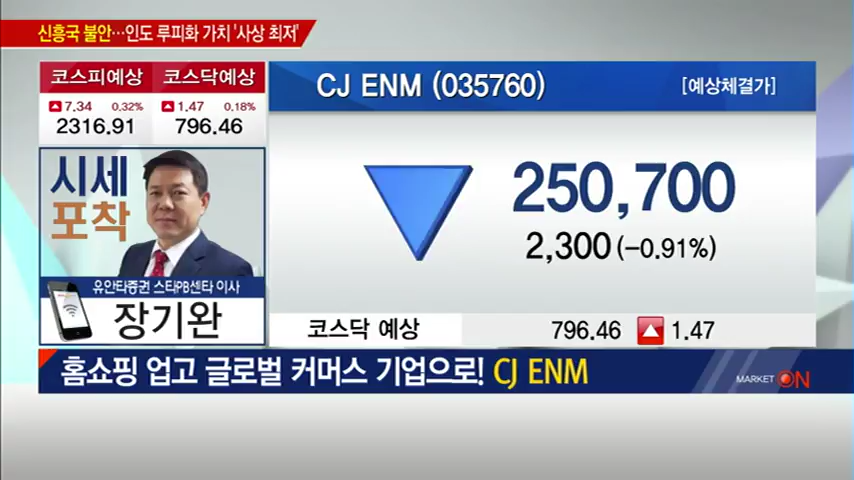 신흥국 불안…인도 루피화 가치 '사상 최저'
코스피예상
7.34 0.32%
2316.91
코스닥예상
1.47 0.18%
796.46
CJ ENM (035760) [예상체결가]
250,700
2,300 (-0.91%)
시세
포착
유안타증권 스타PB센타 이사
장기완
코스닥 예상 796.46 1.47
홈쇼핑 업고 글로벌 커머스 기업으로! CJ ENM
MARKET ON